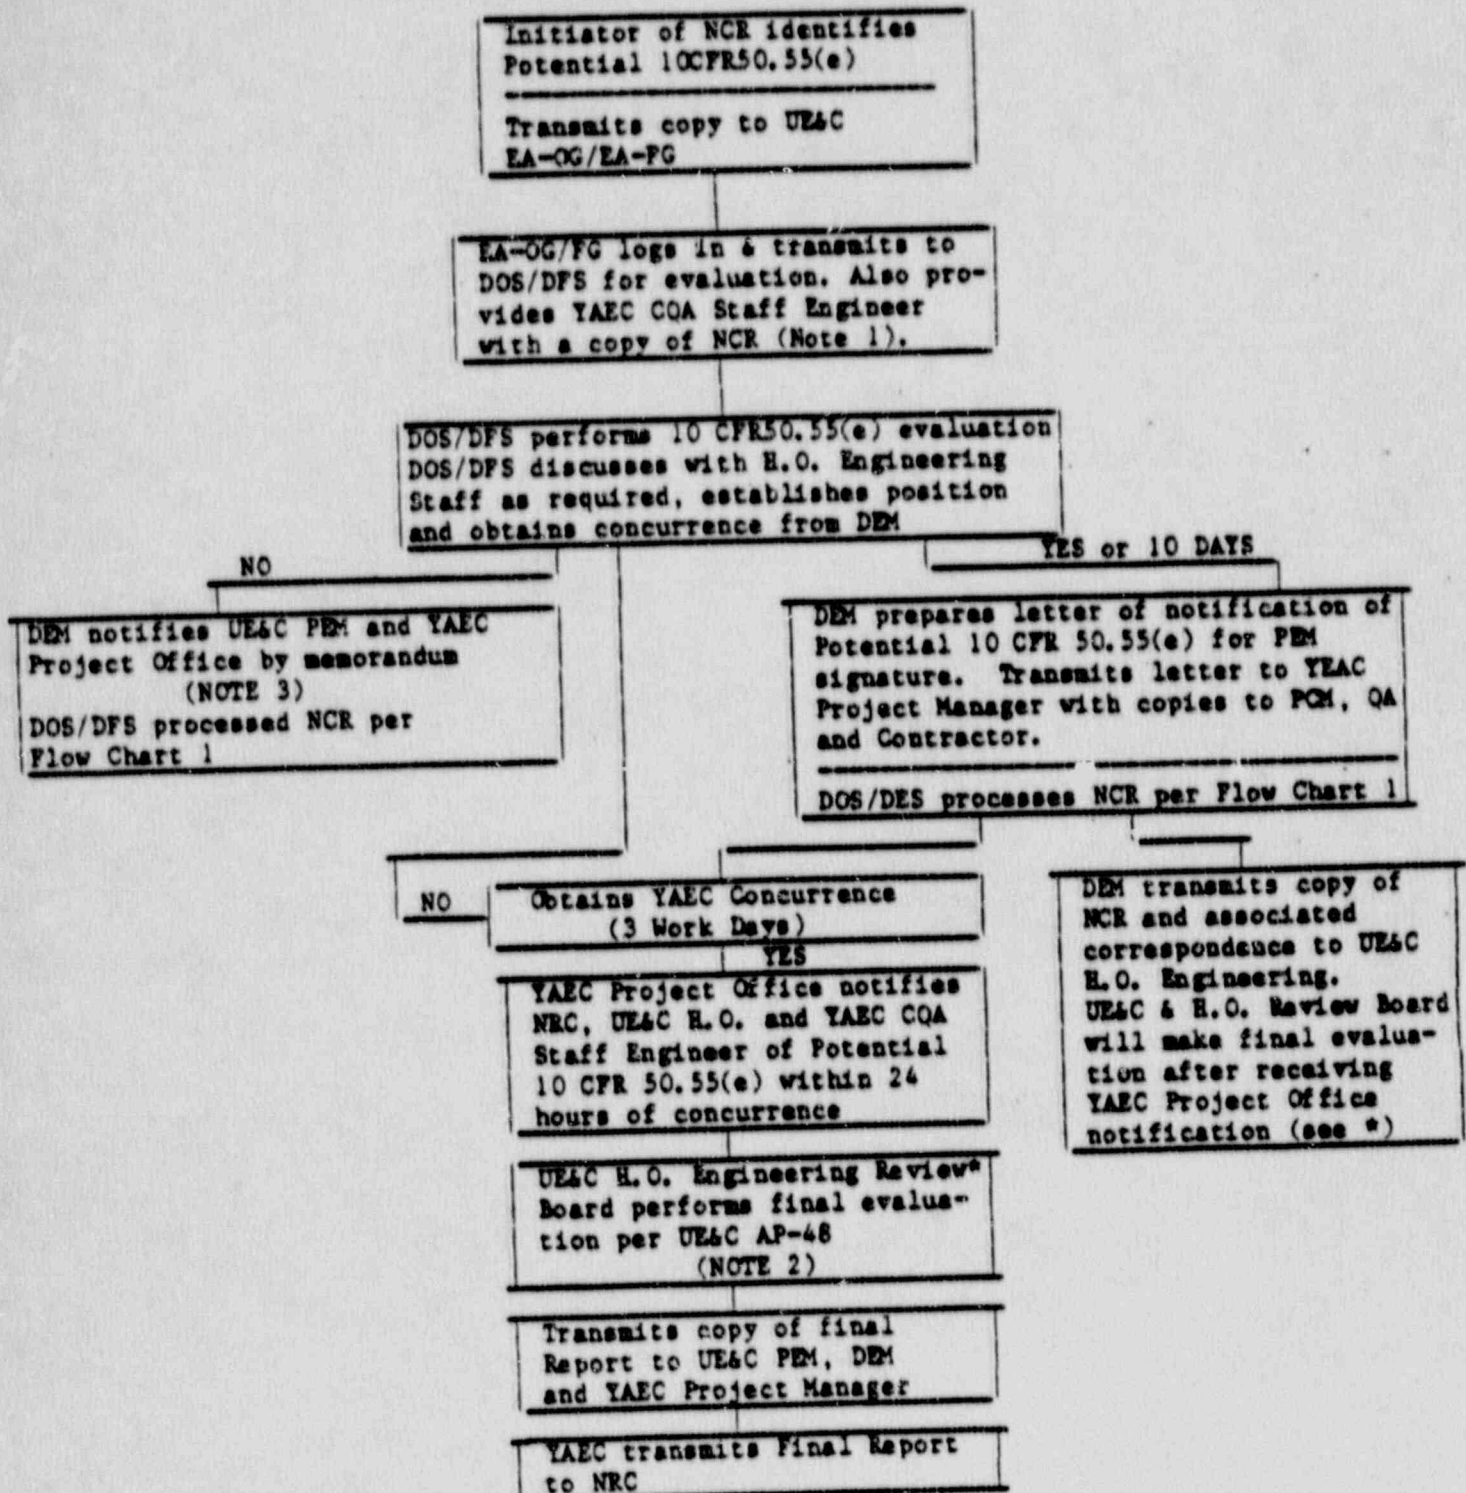 Initiator of NCR identifies
Potential 10CFR50.55(e)
Transmits copy to UE&C
EA-OG/EA-FG
EA-OG/FG logs in & transmits to
DOS/DFS for evaluation. Also pro-
vides YAEC CQA Staff Engineer
with a copy of NCR (Note 1).
DOS/DFS performs 10 CFR50.55(e) evaluation
DOS/DFS discusses with H.O. Engineering
Staff as required, establishes position
and obtains concurrence from DEM
NO
YES or 10 DAYS
DEM notifies UE&C PEM and YAEC
Project Office by memorandum
(NOTE 3)
DOS/DFS processed NCR per
Flow Chart 1
DEM prepares letter of notification of
Potential 10 CFR 50.55(e) for PEM
signature. Transmits letter to YEAC
Project Manager with copies to PCM, QA
and Contractor.
DOS/DES processes NCR per Flow Chart 1
NO
Obtains YAEC Concurrence
(3 Work Days)
YES
YAEC Project Office notifies
NRC, UE&C H.O. and YAEC CQA
Staff Engineer of Potential
10 CFR 50.55(e) within 24
hours of concurrence
DEM transmits copy of
NCR and associated
correspondence to UE&C
H.O. Engineering.
UE&C & H.O. Review Board
will make final evalua-
tion after receiving
YAEC Project Office
notification (see *)
UE&C H.O. Engineering Review*
Board performs final evalua-
tion per UE&C AP-48
(NOTE 2)
Transmits copy of final
Report to UE&C PEM, DEM
and YAEC Project Manager
YAEC transmits Final Report
to NRC